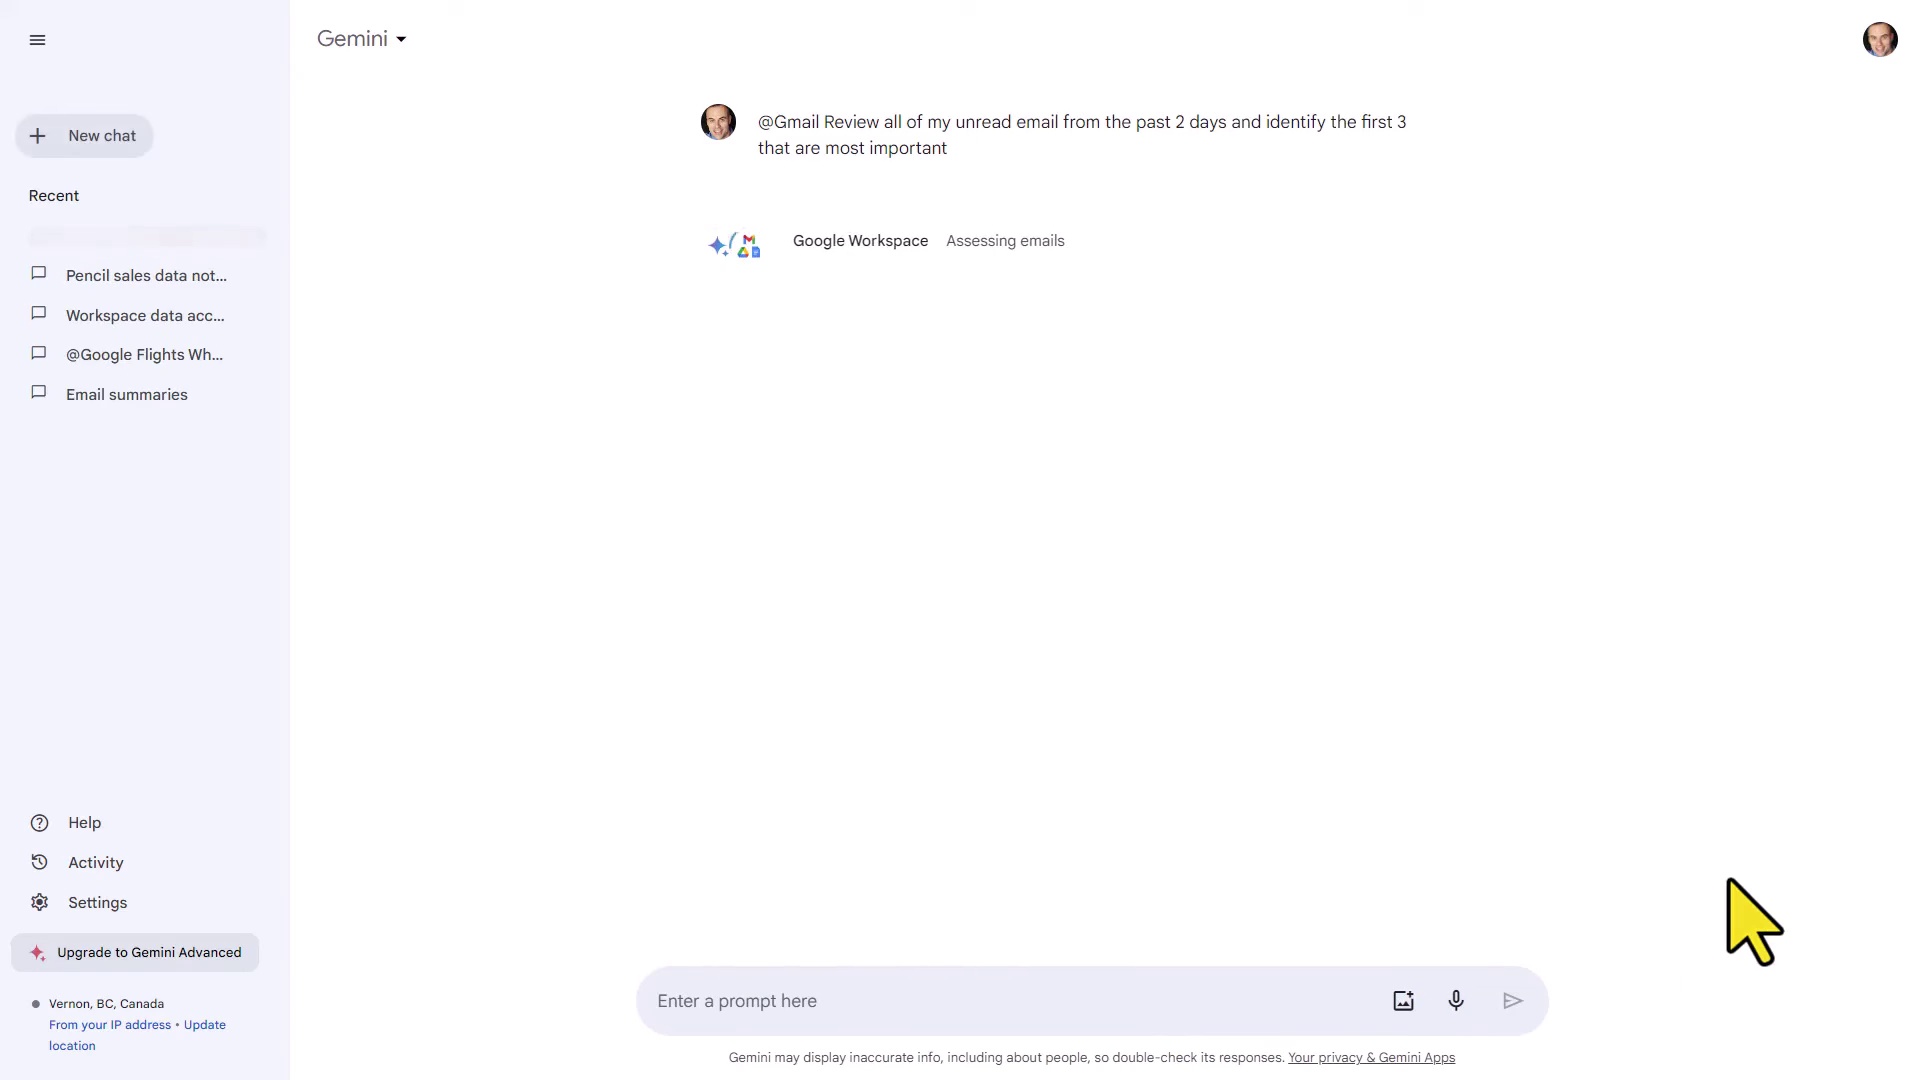 Gemini
New chat
Recent
Pencil sales data not...
Workspace data acc...
@Google Flights Wh...
Email summaries
Help
Activity
Settings
Upgrade to Gemini Advanced
Vernon, BC, Canada
From your IP address • Update
location
@Gmail Review all of my unread email from the past 2 days and identify the first 3
that are most important
Google Workspace Assessing emails
Enter a prompt here
Gemini may display inaccurate info, including about people, so double-check its responses. Your privacy & Gemini Apps